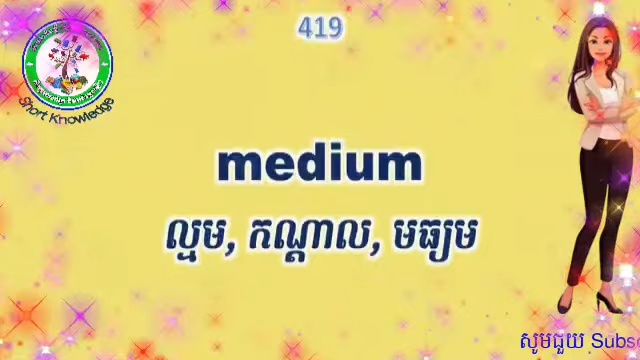 419
Short Knowledge
medium
ល្មម, កណ្ដាល, មធ្យម
សូមជួយ Subs